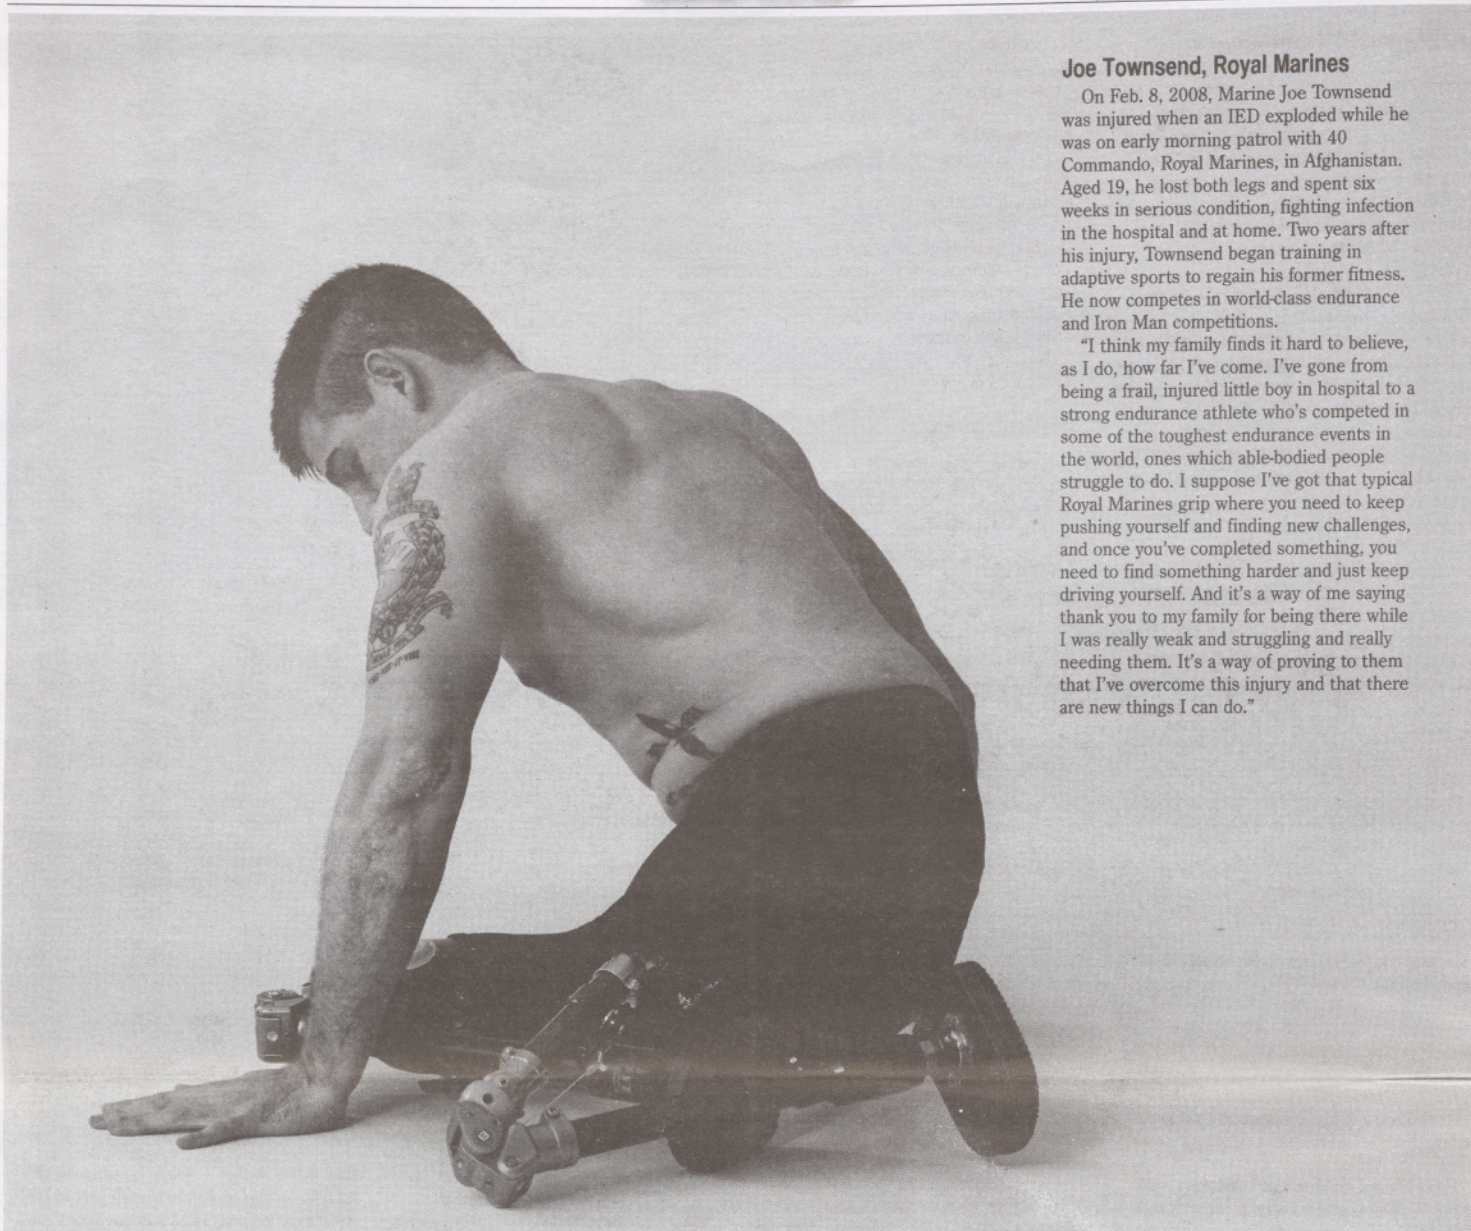 Joe Townsend, Royal Marines
On Feb. 8, 2008, Marine Joe Townsend
was injured when an IED exploded while he
was on early morning patrol with 40
Commando, Royal Marines, in Afghanistan.
Aged 19, he lost both legs and spent six
weeks in serious condition, fighting infection
in the hospital and at home. Two years after
his injury, Townsend began training in
adaptive sports to regain his former fitness.
He now competes in world-class endurance
and Iron Man competitions.
“I think my family finds it hard to believe,
as I do, how far I’ve come. I’ve gone from
being a frail, injured little boy in hospital to a
strong endurance athlete who’s competed in
some of the toughest endurance events in
the world, ones which able-bodied people
struggle to do. I suppose I’ve got that typical
Royal Marines grip where you need to keep
pushing yourself and finding new challenges,
and once you’ve completed something, you
need to find something harder and just keep
driving yourself. And it’s a way of me saying
thank you to my family for being there while
I was really weak and struggling and really
needing them. It’s a way of proving to them
that I’ve overcome this injury and that there
are new things I can do.”